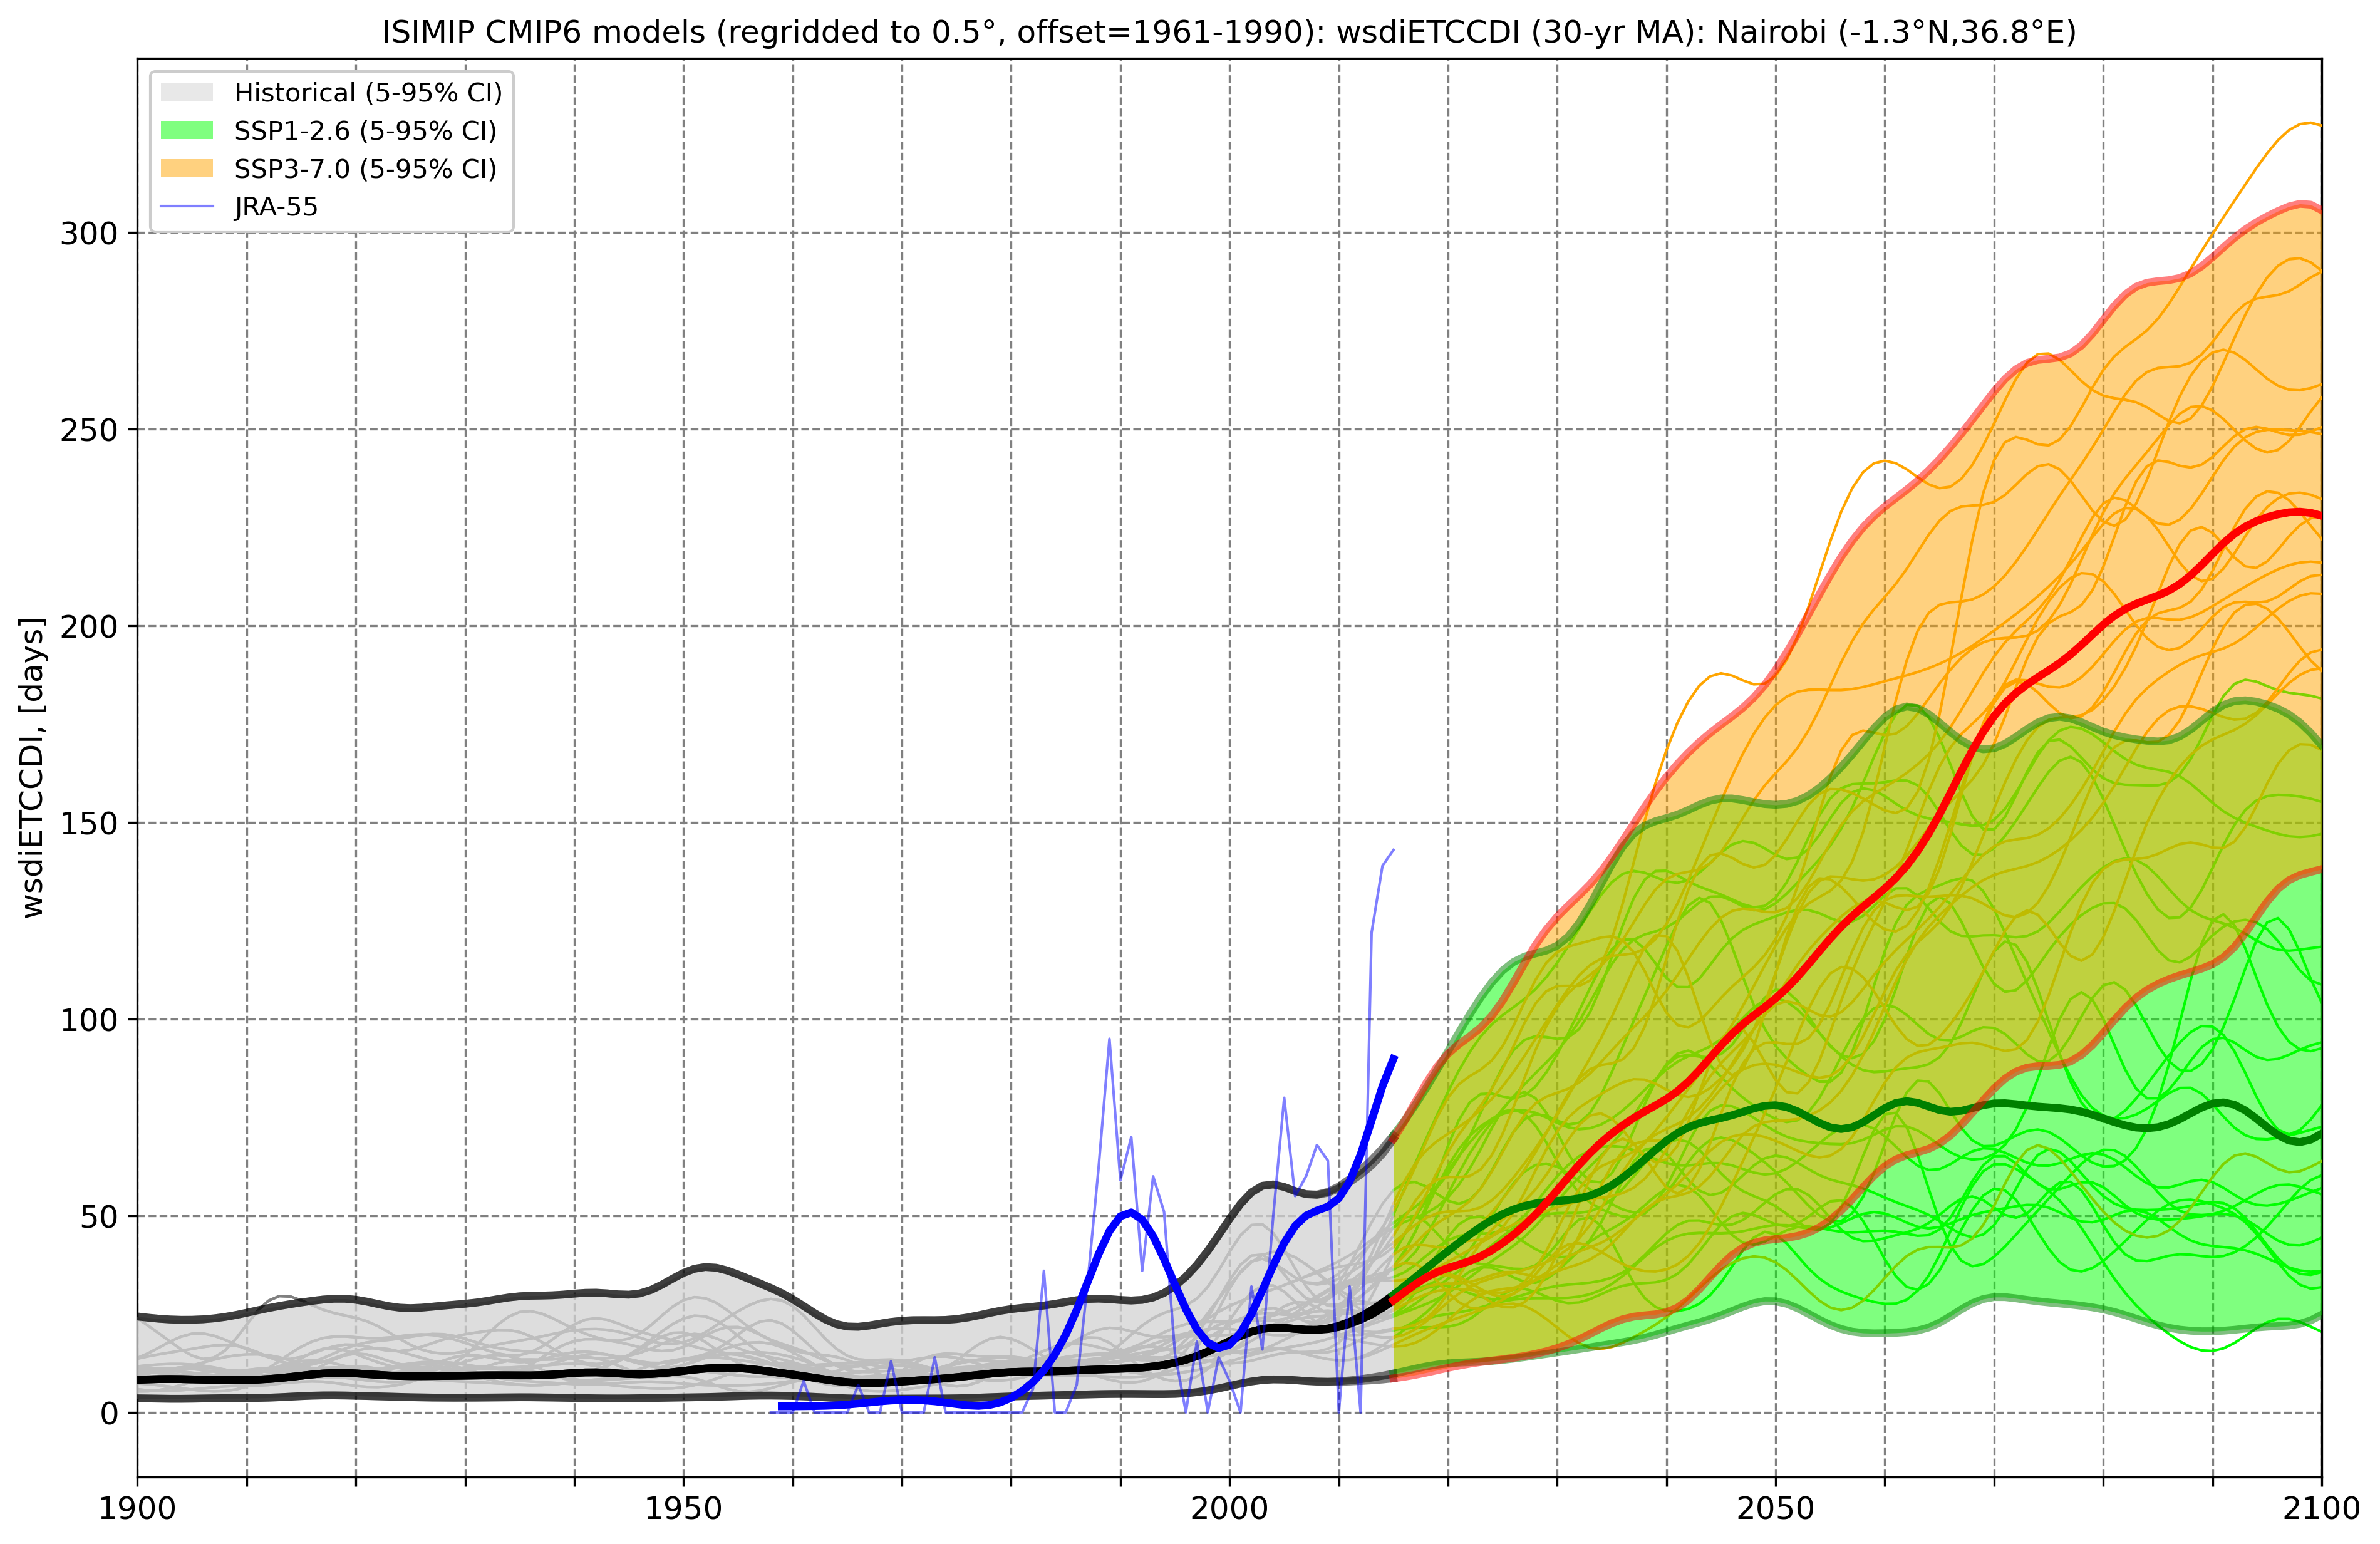 ISIMIP CMIP6 models (regridded to 0.5°, offset=1961-1990): wsdiETCCDI (30-yr MA): Nairobi (-1.3°N,36.8°E)
Historical (5-95% CI)
SSP1-2.6 (5-95% CI)
SSP3-7.0 (5-95% CI)
JRA-55
wsdiETCCDI, [days]
300
250
200
150
100
50
0
1900 1950 2000 2050 2100